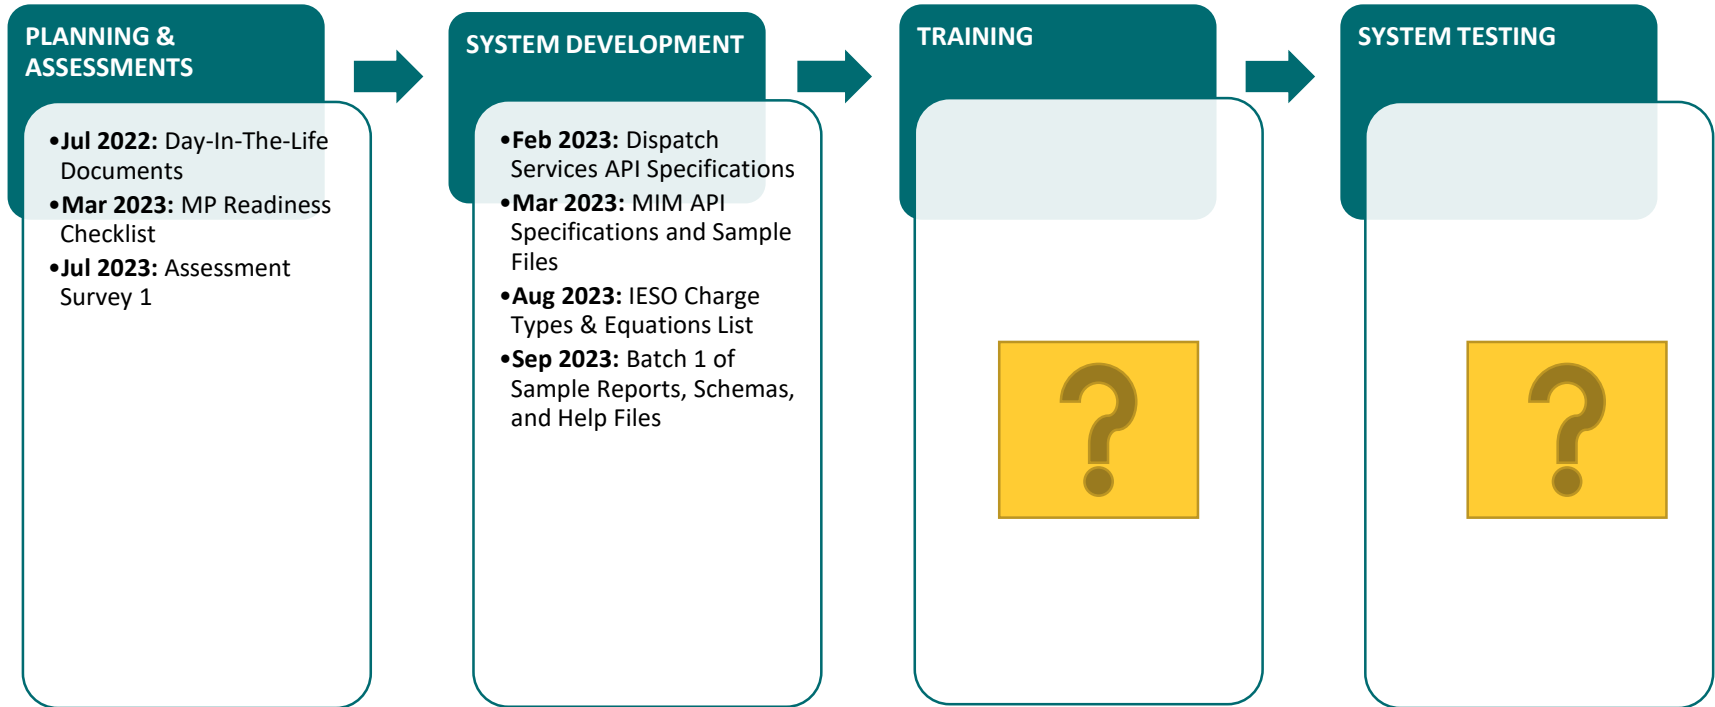 PLANNING &
ASSESSMENTS
•Jul 2022: Day-In-The-Life
Documents
•Mar 2023: MP Readiness
Checklist
•Jul 2023: Assessment
Survey 1
SYSTEM DEVELOPMENT
•Feb 2023: Dispatch
Services API Specifications
•Mar 2023: MIM API
Specifications and Sample
Files
•Aug 2023: IESO Charge
Types & Equations List
•Sep 2023: Batch 1 of
Sample Reports, Schemas,
and Help Files
TRAINING
?
SYSTEM TESTING
?